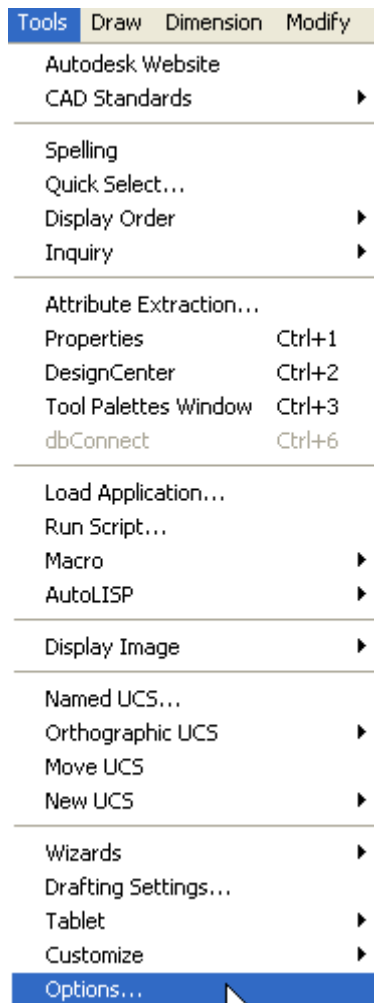 Tools Draw Dimension Modify
Autodesk Website
CAD Standards
Spelling
Quick Select...
Display Order
Inquiry
Attribute Extraction...
Properties Ctrl+1
DesignCenter Ctrl+2
Tool Palettes Window Ctrl+3
dbConnect Ctrl+6
Load Application...
Run Script...
Macro
AutoLISP
Display Image
Named UCS...
Orthographic UCS
Move UCS
New UCS
Wizards
Drafting Settings...
Tablet
Customize
Options...